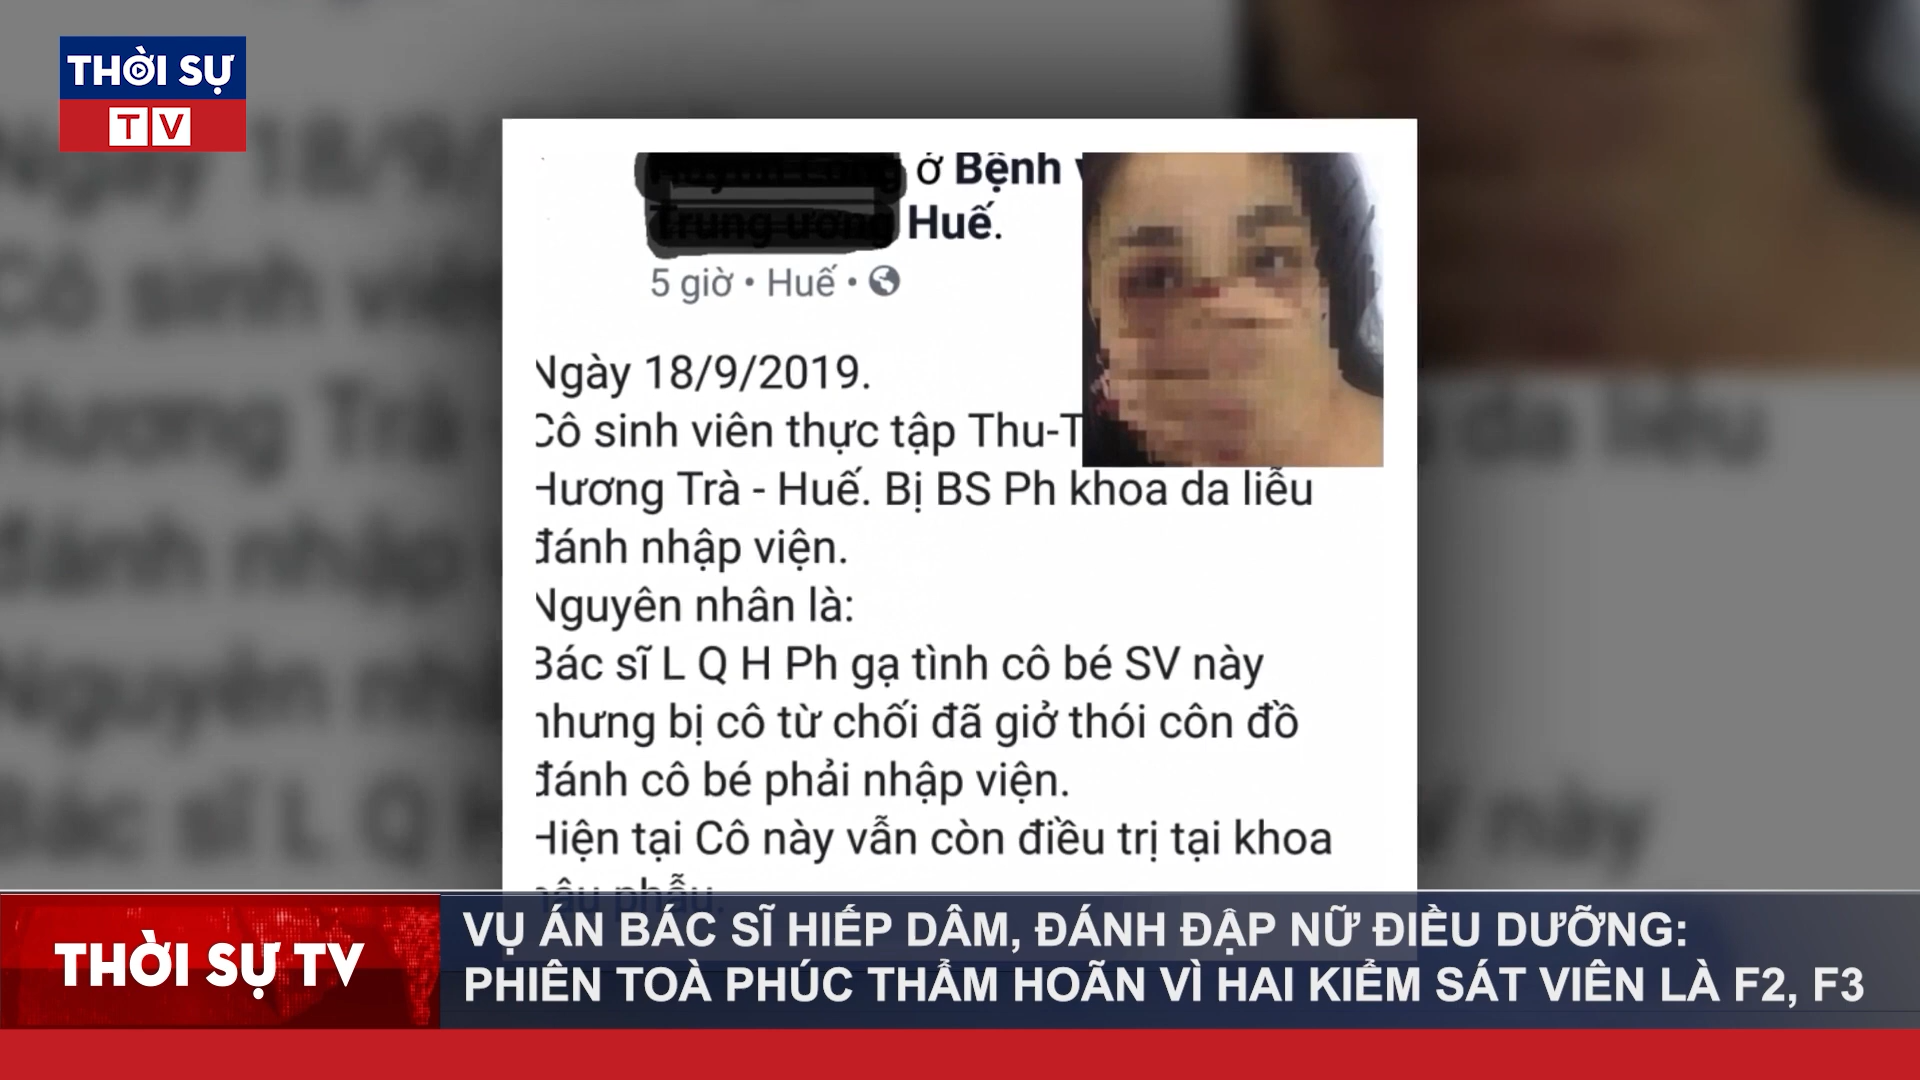 THỜI SỰ
TV
ở Bệnh
Trung ương Huế.
5 giờ • Huế •
Ngày 18/9/2019.
Cô sinh viên thực tập Thu-T
Hương Trà - Huế. Bị BS Ph khoa da liễu
đánh nhập viện.
Nguyên nhân là:
Bác sĩ L Q H Ph gạ tình cô bé SV này
nhưng bị cô từ chối đã giở thói côn đồ
đánh cô bé phải nhập viện.
Hiện tại Cô này vẫn còn điều trị tại khoa
hậu phẫu.
THỜI SỰ TV
VỤ ÁN BÁC SĨ HIẾP DÂM, ĐÁNH ĐẬP NỮ ĐIỀU DƯỠNG:
PHIÊN TOÀ PHÚC THẨM HOÃN VÌ HAI KIỂM SÁT VIÊN LÀ F2, F3